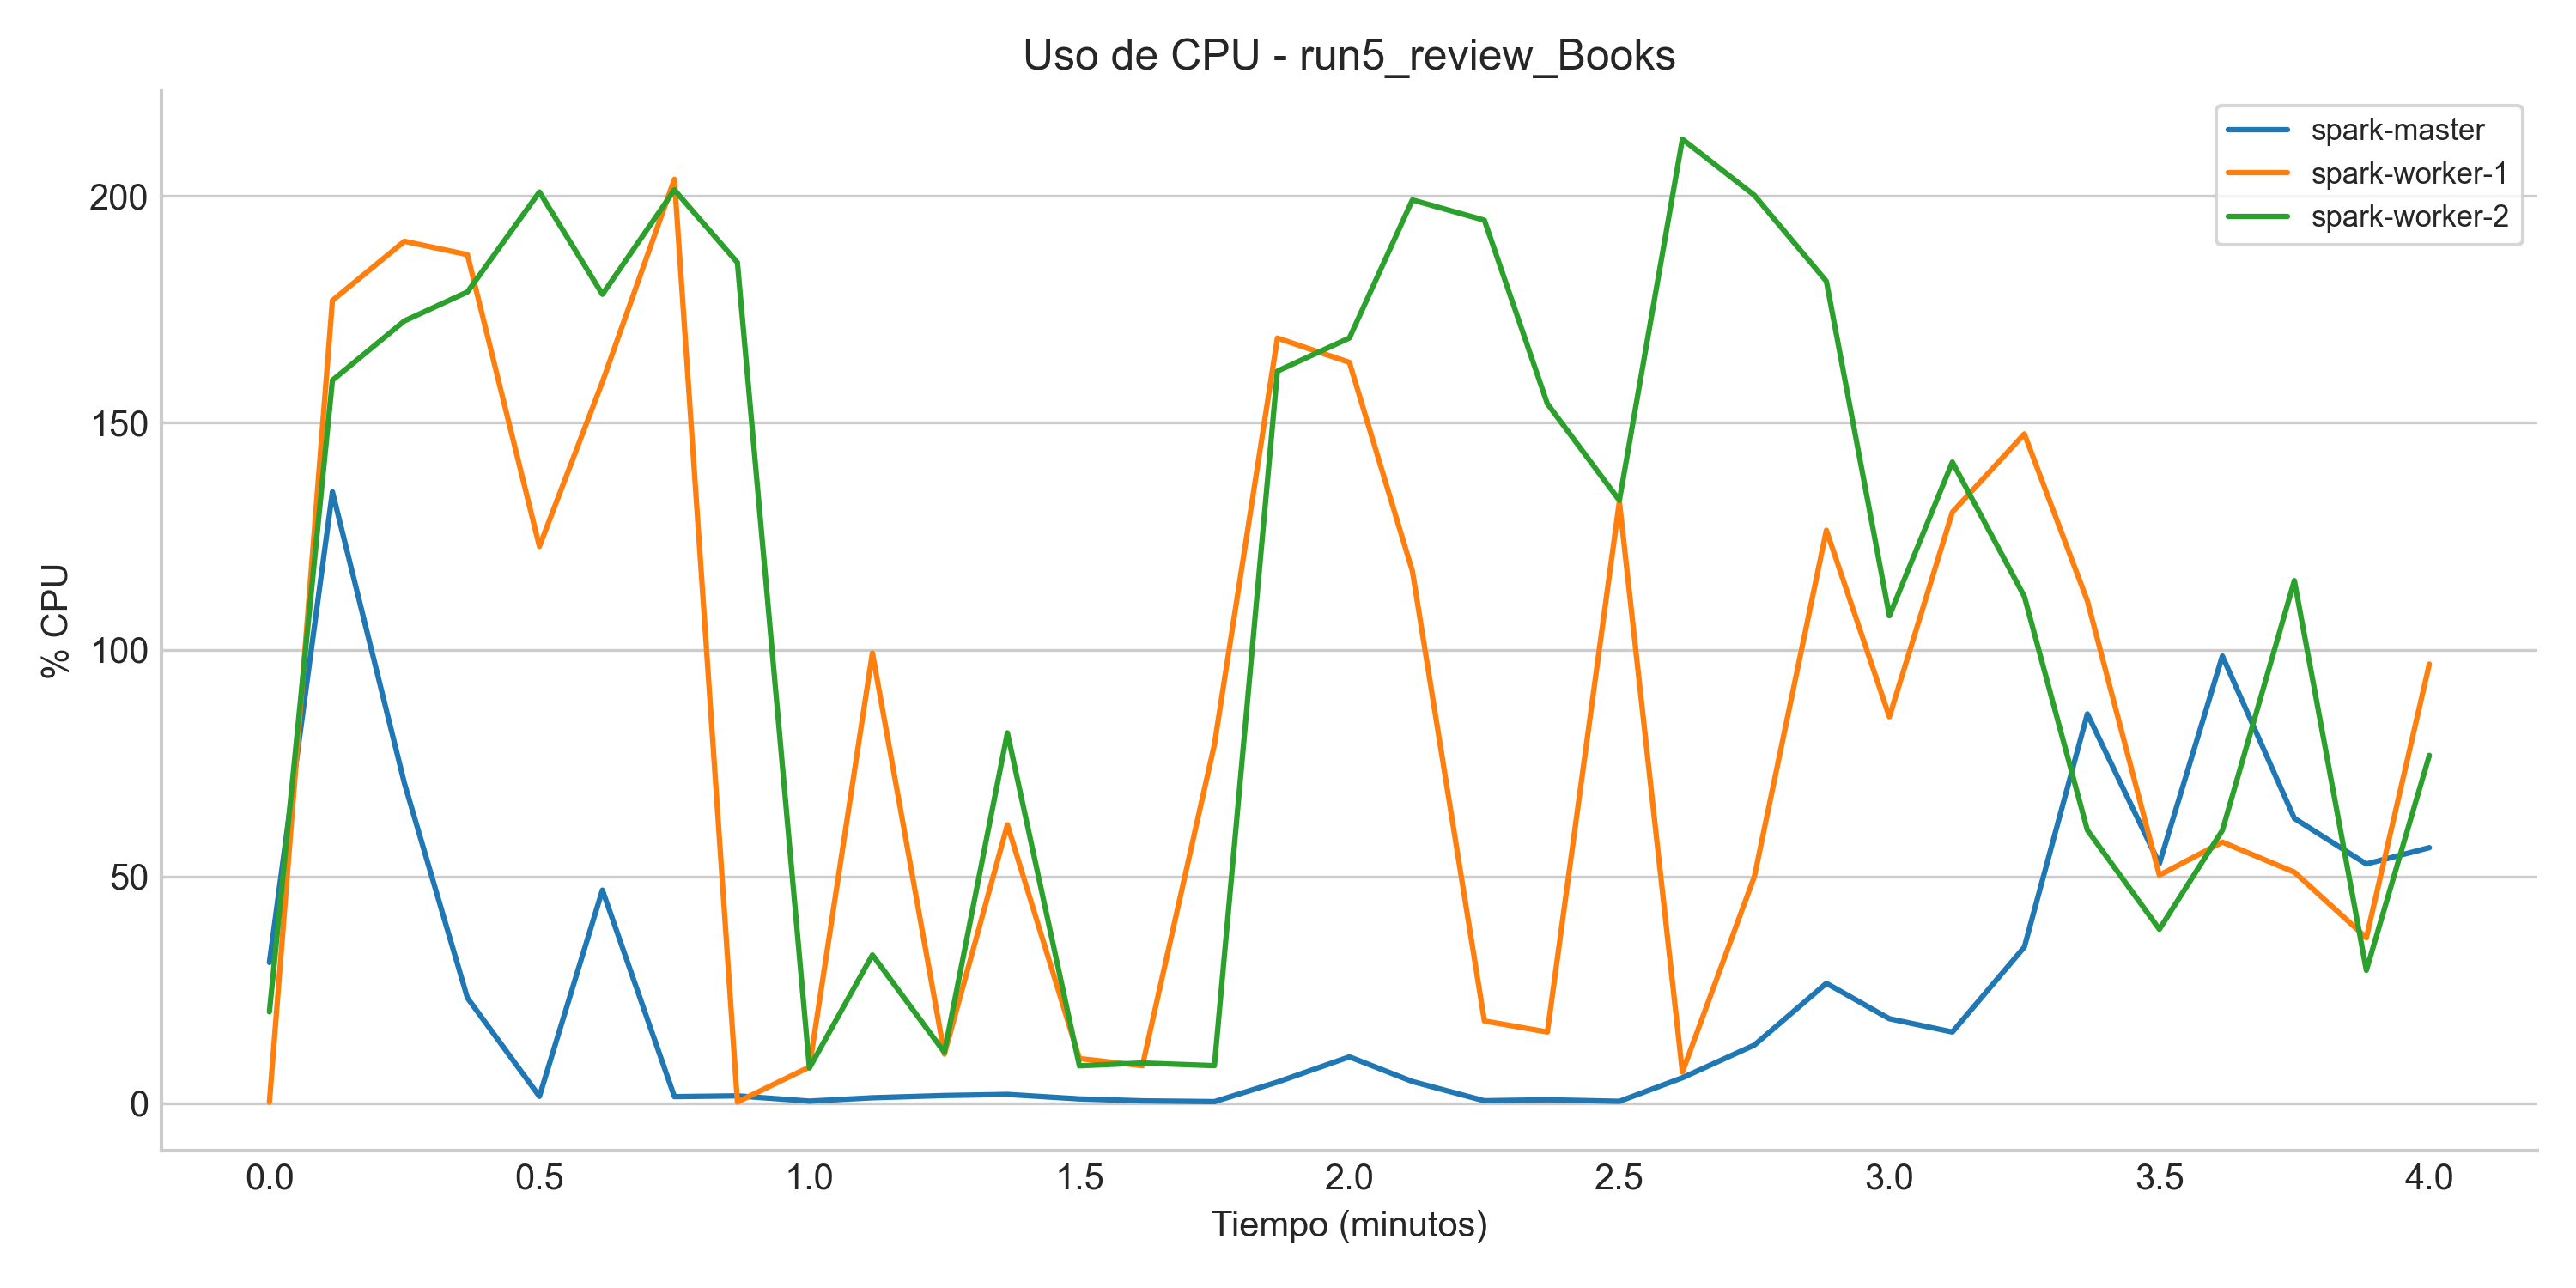 Uso de CPU - run5_review_Books
spark-master
spark-worker-1
spark-worker-2
% CPU
200
150
100
50
0
0.0 0.5 1.0 1.5 2.0 2.5 3.0 3.5 4.0
Tiempo (minutos)